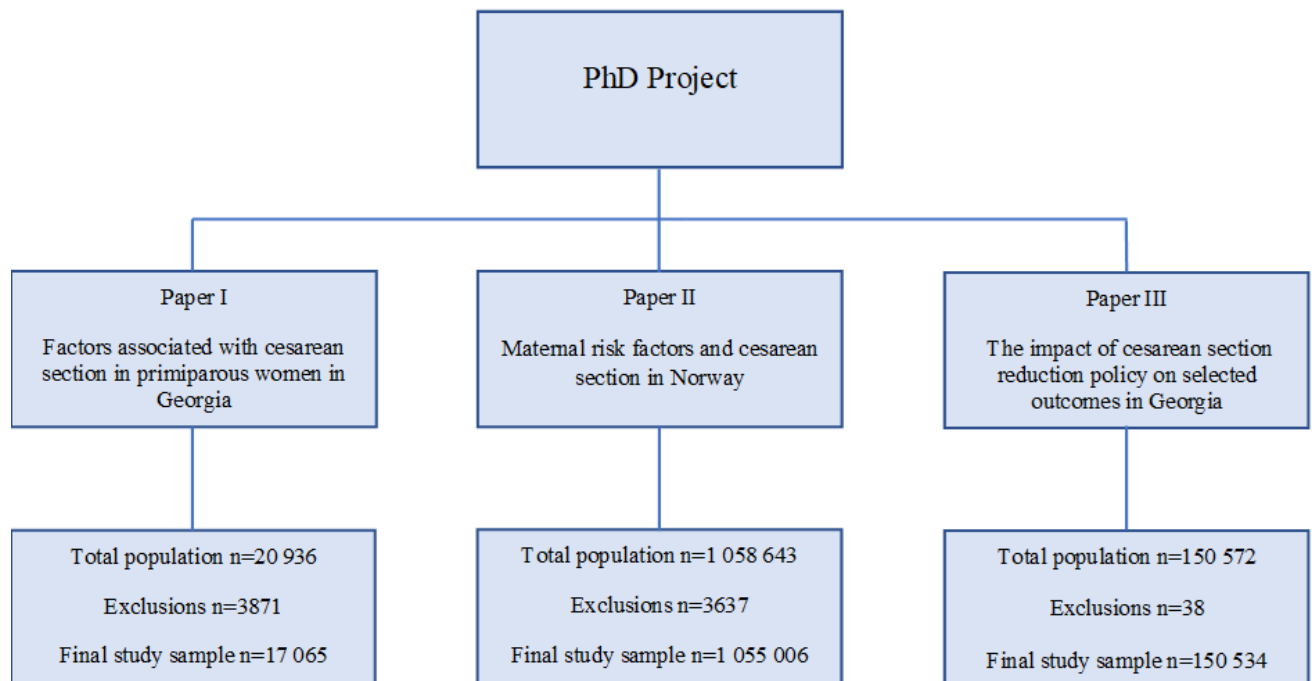 PhD Project
Paper I
Factors associated with cesarean
section in primiparous women in
Georgia
Paper II
Maternal risk factors and cesarean
section in Norway
Paper III
The impact of cesarean section
reduction policy on selected
outcomes in Georgia
Total population n=20 936
Exclusions n=3871
Final study sample n=17 065
Total population n=1 058 643
Exclusions n=3637
Final study sample n=1 055 006
Total population n=150 572
Exclusions n=38
Final study sample n=150 534